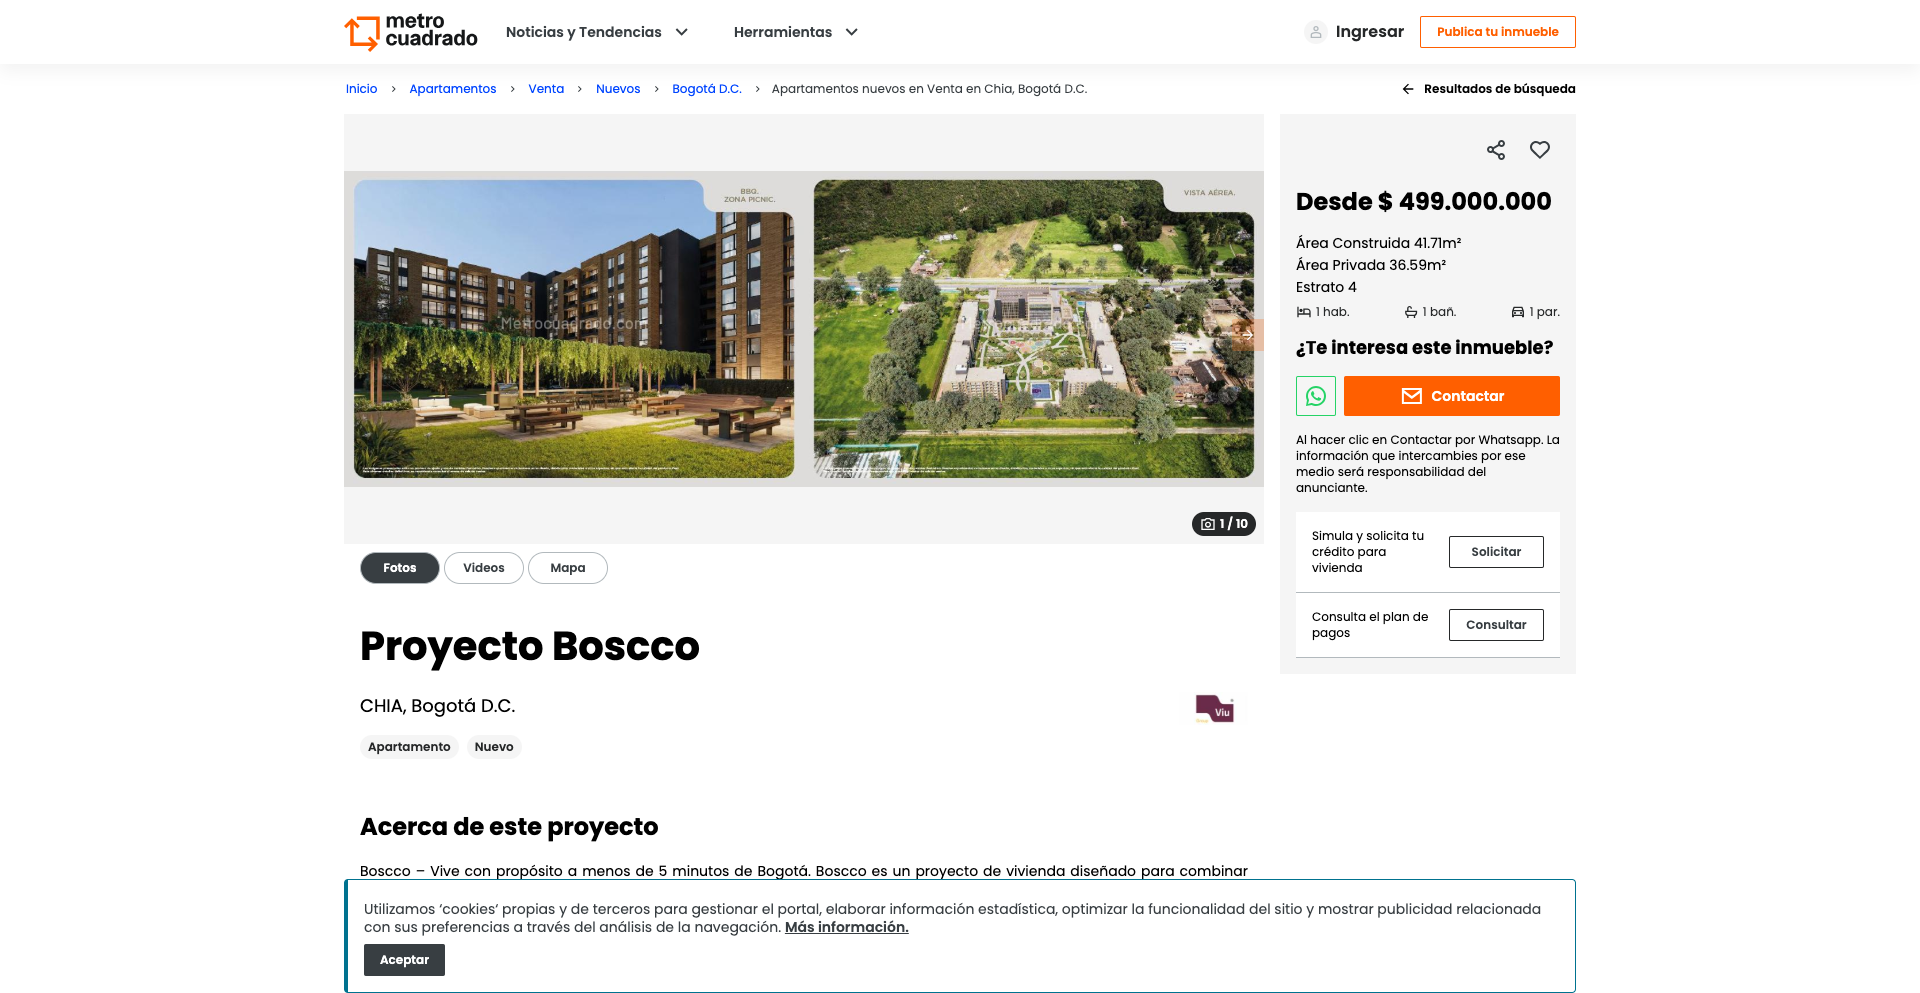 metro
cuadrado
Noticias y Tendencias
Herramientas
Ingresar
Publica tu inmueble
Inicio > Apartamentos > Venta > Nuevos > Bogotá D.C. > Apartamentos nuevos en Venta en Chia, Bogotá D.C.
Resultados de búsqueda
BBQ.
ZONA PICNIC.
VISTA AÉREA.
Metrocuadrado.com
1 / 10
Fotos
Videos
Mapa
Desde $ 499.000.000
Área Construida 41.71m²
Área Privada 36.59m²
Estrato 4
1 hab.
1 bañ.
1 par.
¿Te interesa este inmueble?
Contactar
Al hacer clic en Contactar por Whatsapp. La
información que intercambies por ese
medio será responsabilidad del
anunciante.
Simula y solicita tu
crédito para
vivienda
Solicitar
Consulta el plan de
pagos
Consultar
Proyecto Boscco
CHIA, Bogotá D.C.
Viu
Apartamento
Nuevo
Acerca de este proyecto
Boscco – Vive con propósito a menos de 5 minutos de Bogotá. Boscco es un proyecto de vivienda diseñado para combinar
Utilizamos ‘cookies‘ propias y de terceros para gestionar el portal, elaborar información estadística, optimizar la funcionalidad del sitio y mostrar publicidad relacionada
con sus preferencias a través del análisis de la navegación. Más información.
Aceptar